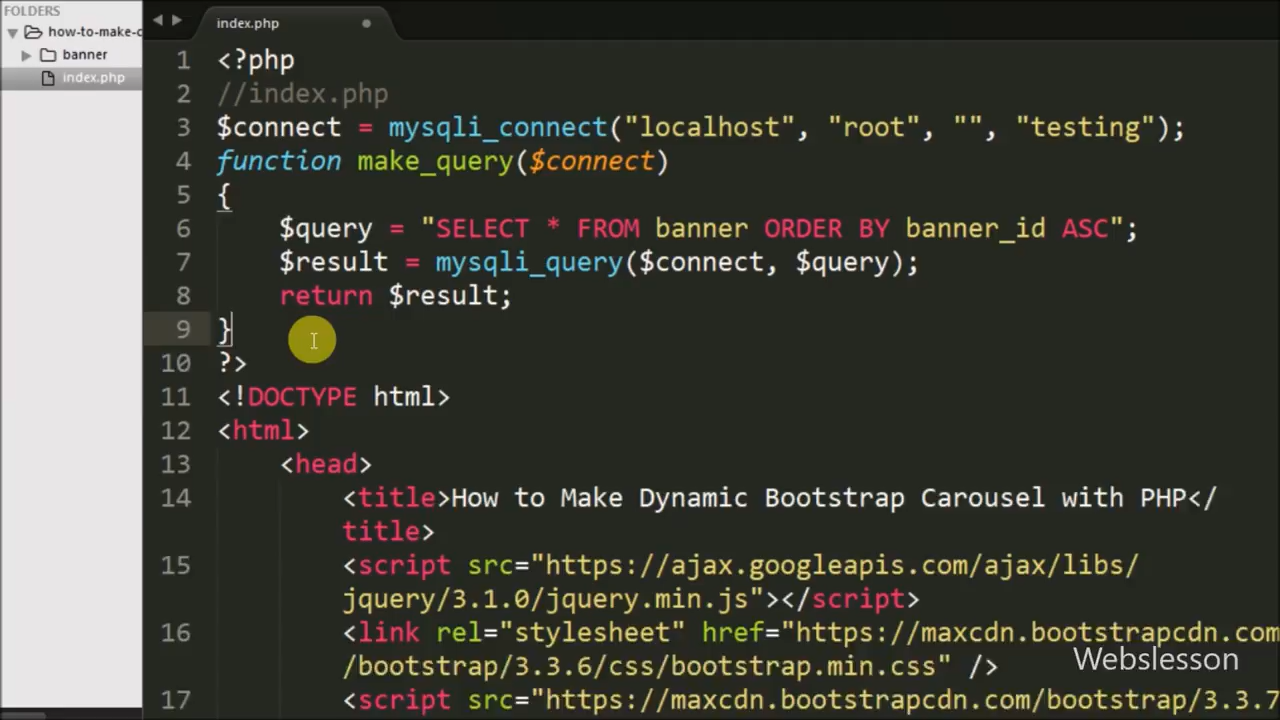 FOLDERS
how-to-make-c
banner
index.php
index.php
1 <?php
2 //index.php
3 $connect = mysqli_connect("localhost", "root", "", "testing");
4 function make_query($connect)
5 {
6 $query = "SELECT * FROM banner ORDER BY banner_id ASC";
7 $result = mysqli_query($connect, $query);
8 return $result;
9 }
10 ?>
11 <!DOCTYPE html>
12 <html>
13 <head>
14 <title>How to Make Dynamic Bootstrap Carousel with PHP</
title>
15 <script src="https://ajax.googleapis.com/ajax/libs/
jquery/3.1.0/jquery.min.js"></script>
16 <link rel="stylesheet" href="https://maxcdn.bootstrapcdn.com
/bootstrap/3.3.6/css/bootstrap.min.css" />
Webslesson
17 <script src="https://maxcdn.bootstrapcdn.com/bootstrap/3.3.7